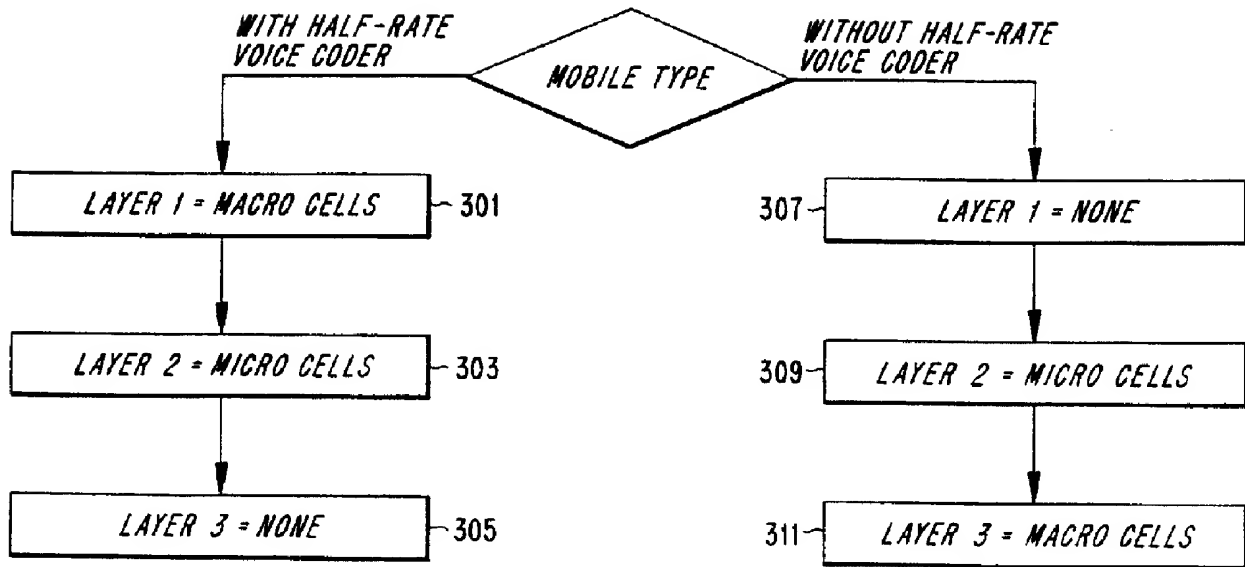 WITH HALF-RATE
VOICE CODER
MOBILE TYPE
WITHOUT HALF-RATE
VOICE CODER
LAYER 1 = MACRO CELLS
301
307
LAYER 1 = NONE
LAYER 2 = MICRO CELLS
303
309
LAYER 2 = MICRO CELLS
LAYER 3 = NONE
305
311
LAYER 3 = MACRO CELLS